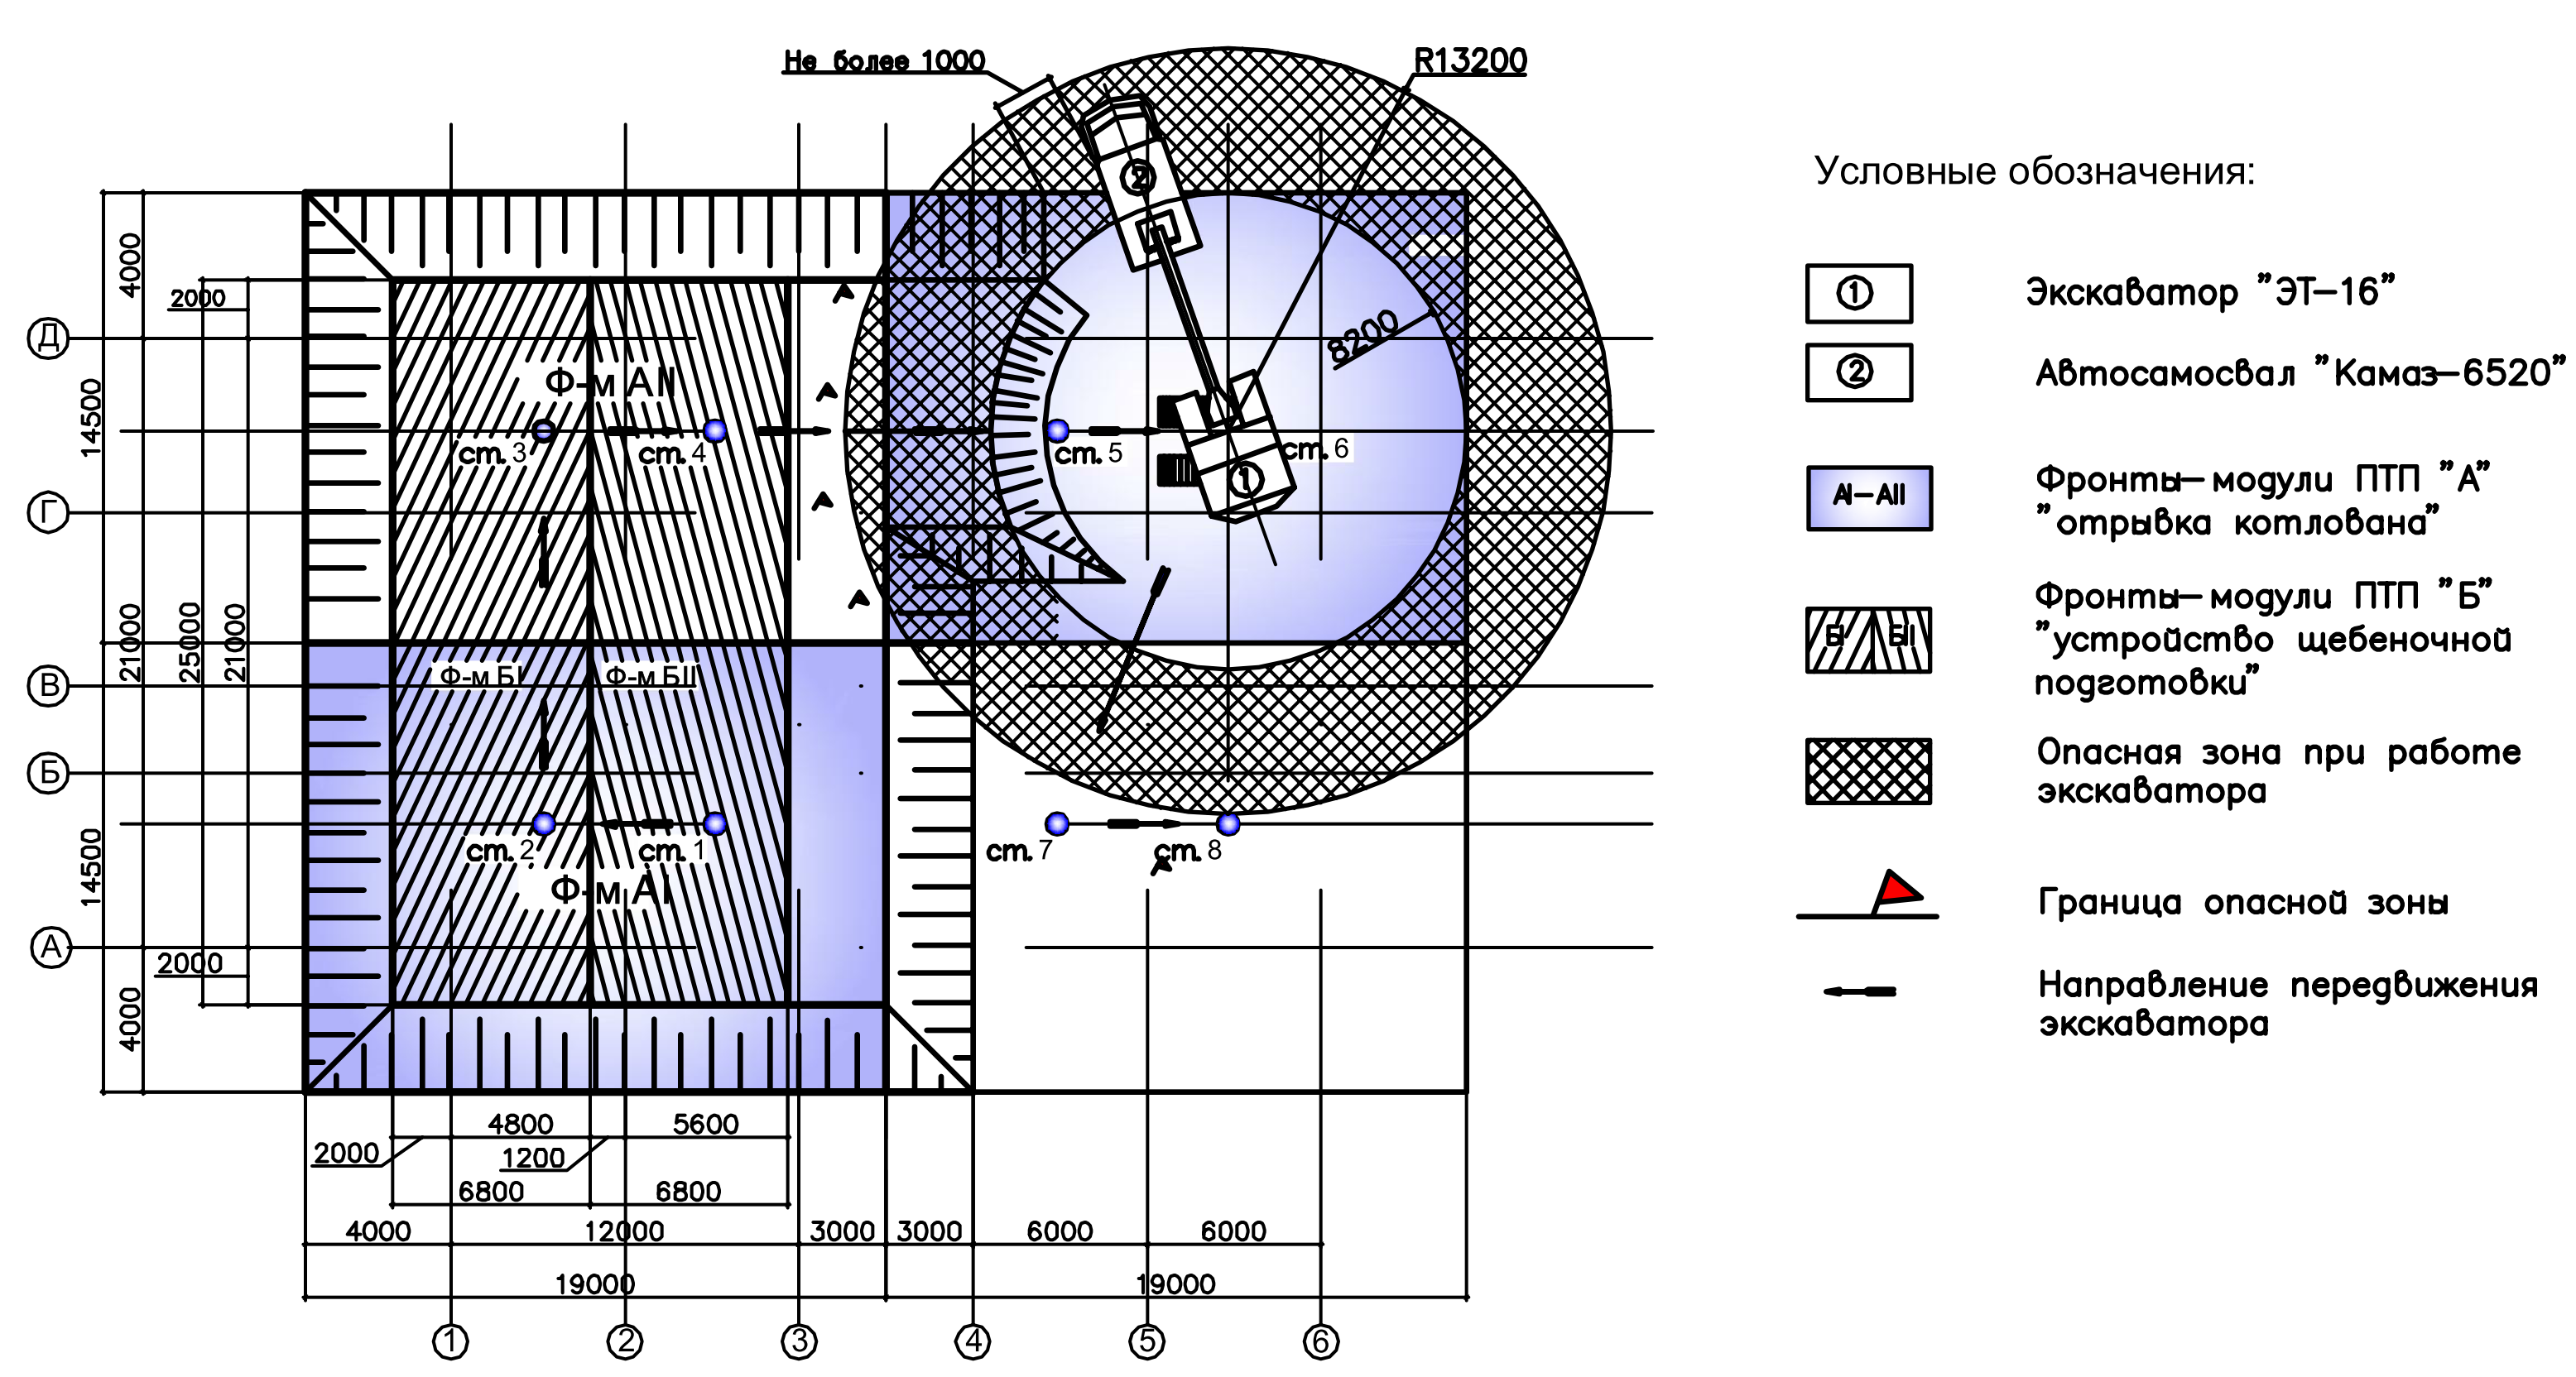 Не более 1000
R13200
Условные обозначения:
4000
2000
1
Экскаватор "ЭТ-16"
2
Д
8200
2
Автосамосвал "Камаз-6520"
Ф-м АII
14500
ст. 3
ст. 4
ст. 5
ст. 6
1
АI-АII
Фронты-модули ПТП "А"
"отрывка котлована"
Г
21000
25000
21000
БI
БII
Фронты-модули ПТП "Б"
"устройство щебеночной
подготовки"
В
Ф-м БI
Ф-м БII
Б
Опасная зона при работе
экскаватора
14500
ст. 2
ст. 1
ст. 7
ст. 8
Ф-м АI
Граница опасной зоны
А
2000
4000
Направление передвижения
экскаватора
4800
5600
2000
1200
6800
6800
4000
12000
3000
3000
6000
6000
19000
19000
1
2
3
4
5
6